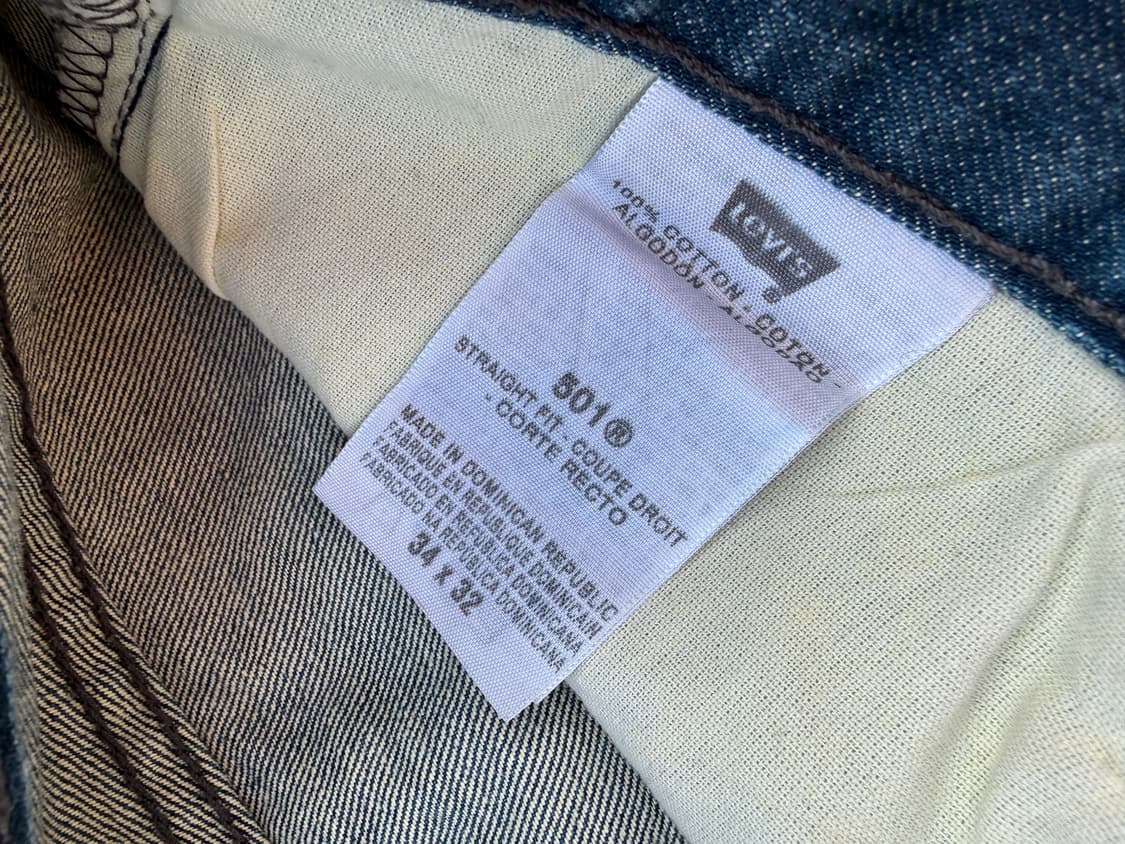 LEVI'S
®
100% COTTON - COTON -
ALGODON - ALGODÃO
501®
STRAIGHT FIT - COUPE DROIT
- CORTE RECTO
MADE IN DOMINICAN REPUBLIC
FABRIQUE EN REPUBLIQUE DOMINICAIN
FABRICADO EN REPUBLICA DOMINICANA
FABRICADO NA REPUBLICA DOMINICANA
34 x 32